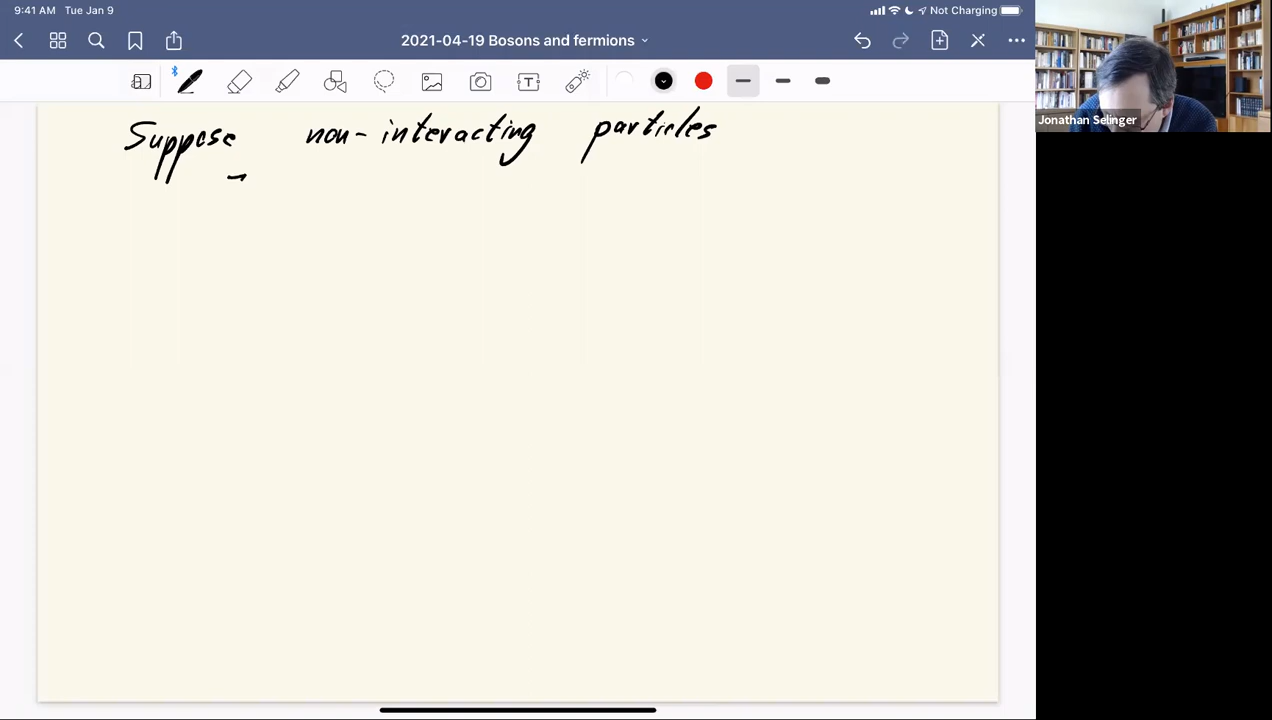 9:41 AM Tue Jan 9 Not Charging
2021-04-19 Bosons and fermions
Suppose non-interacting particles
Jonathan Selinger